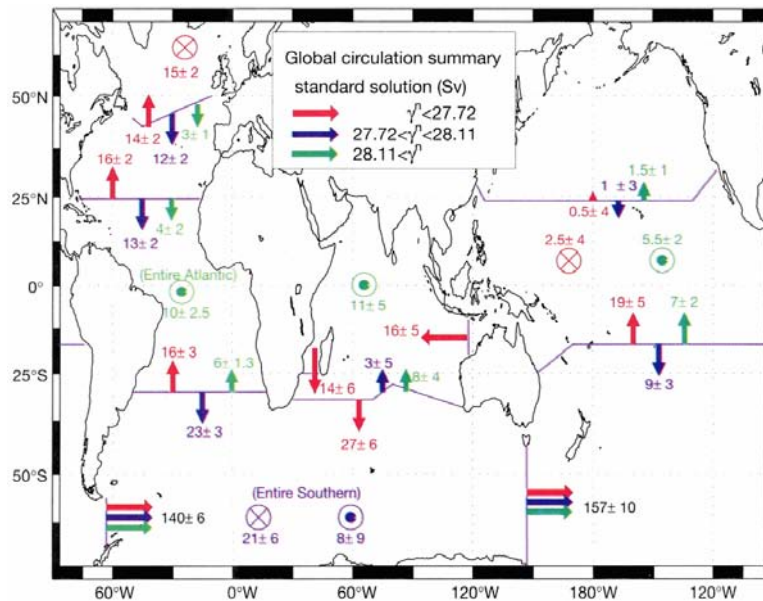 Global circulation summary
standard solution (Sv)
γⁿ<27.72
27.72<γⁿ<28.11
28.11<γⁿ
15± 2
50°N
14± 2
3± 1
12± 2
16± 2
1.5± 1
1 ± 3
25°N
0.5± 4
13± 2
4± 2
2.5± 4
5.5± 2
(Entire Atlantic)
0°
10± 2.5
11± 5
19± 5
7± 2
16± 5
16± 3
6± 1.3
3± 5
25°S
14± 6
8± 4
9± 3
23± 3
27± 6
50°S
(Entire Southern)
157± 10
140± 6
21± 6
8± 9
60°W
0°W
60°W
120°W
180°W
120°W